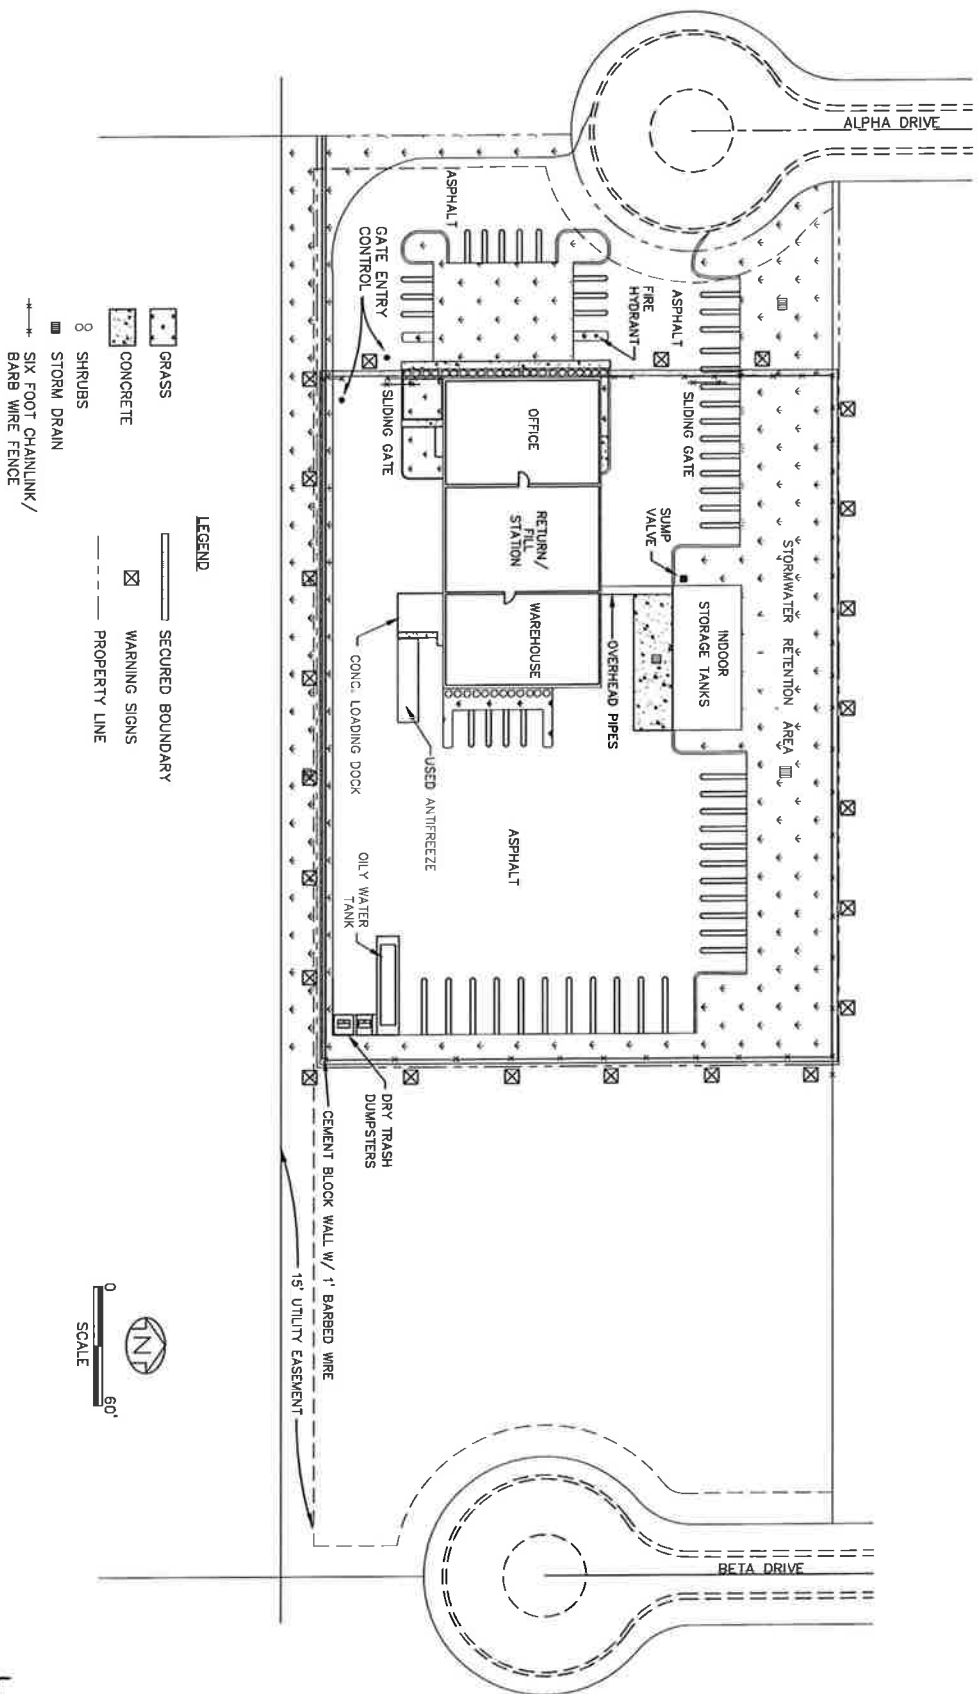 ALPHA DRIVE
ASPHALT
GATE ENTRY
CONTROL
FIRE
HYDRANT
ASPHALT
SLIDING GATE
SLIDING GATE
OFFICE
RETURN/
FILL
STATION
WAREHOUSE
SUMP
VALVE
INDOOR
STORAGE TANKS
STORMWATER RETENTION AREA
OVERHEAD PIPES
CONC. LOADING DOCK
USED ANTIFREEZE
ASPHALT
OILY WATER
TANK
DRY TRASH
DUMPSTERS
CEMENT BLOCK WALL W/ 1' BARBED WIRE
15' UTILITY EASEMENT
BETA DRIVE
LEGEND
GRASS
CONCRETE
SHRUBS
STORM DRAIN
SIX FOOT CHAINLINK/
BARB WIRE FENCE
SECURED BOUNDARY
WARNING SIGNS
PROPERTY LINE
N
0 60'
SCALE